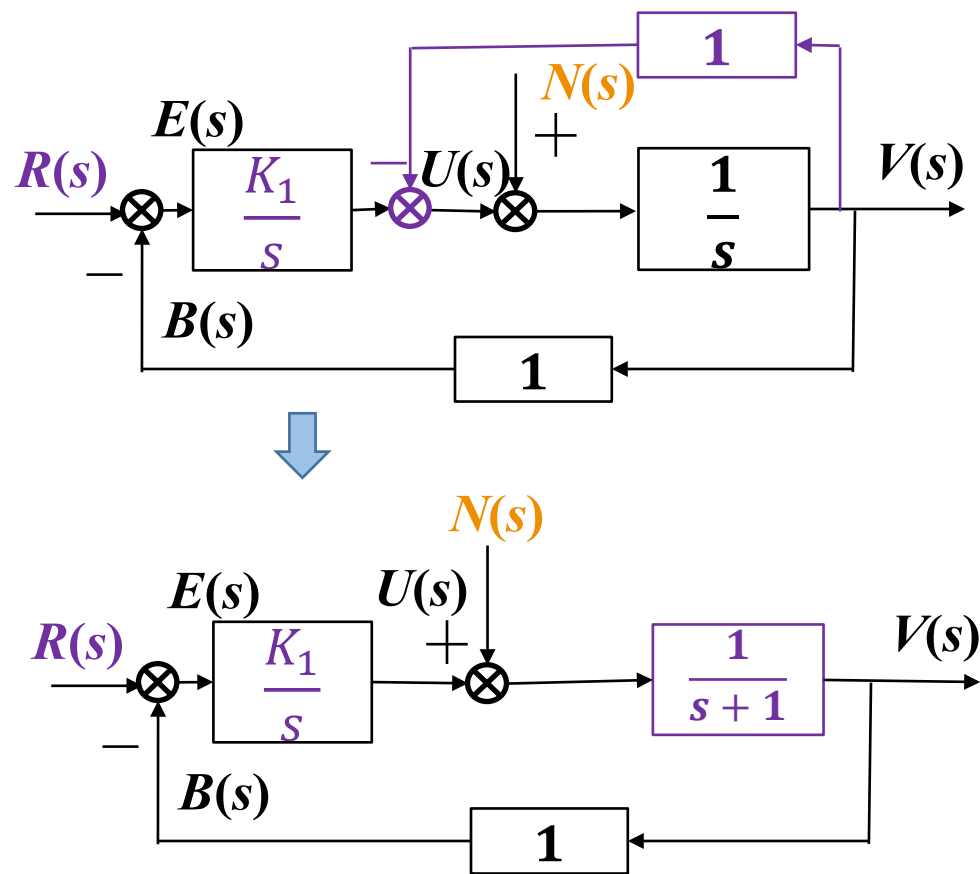 1
N(s)
+
E(s)
R(s)
K₁
s
−
U(s)
1
s
V(s)
−
B(s)
1
N(s)
E(s)
U(s)
+
R(s)
K₁
s
1
s + 1
V(s)
−
B(s)
1